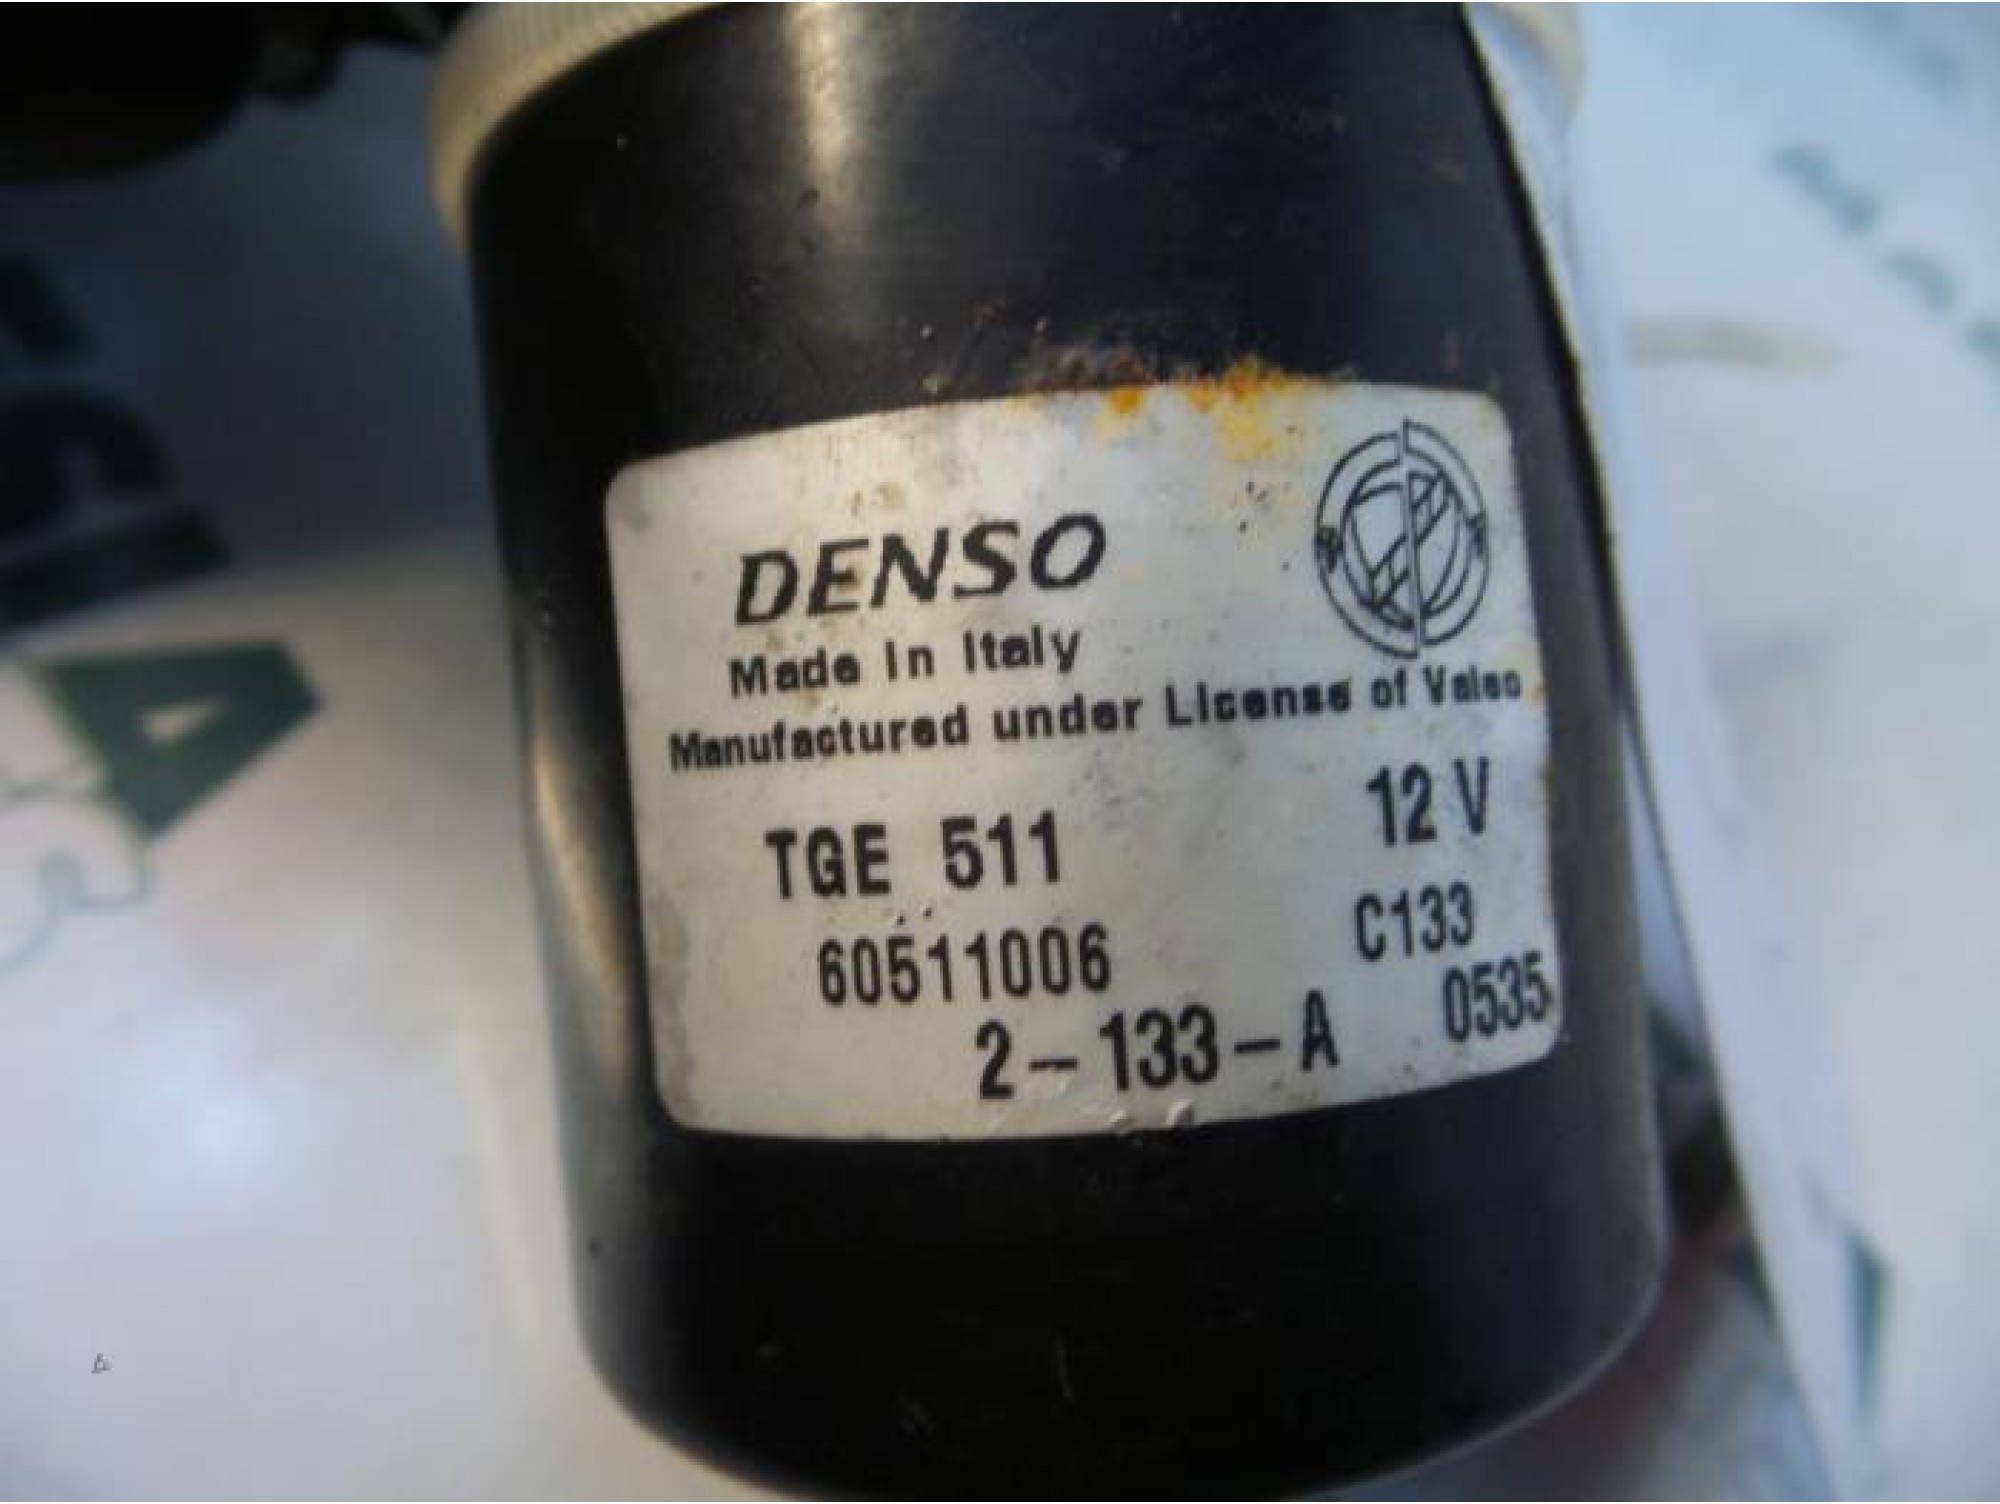 DENSO
Made in Italy
Manufactured under License of Valeo
TGE 511 12 V
60511006 C133
2-133-A 0535